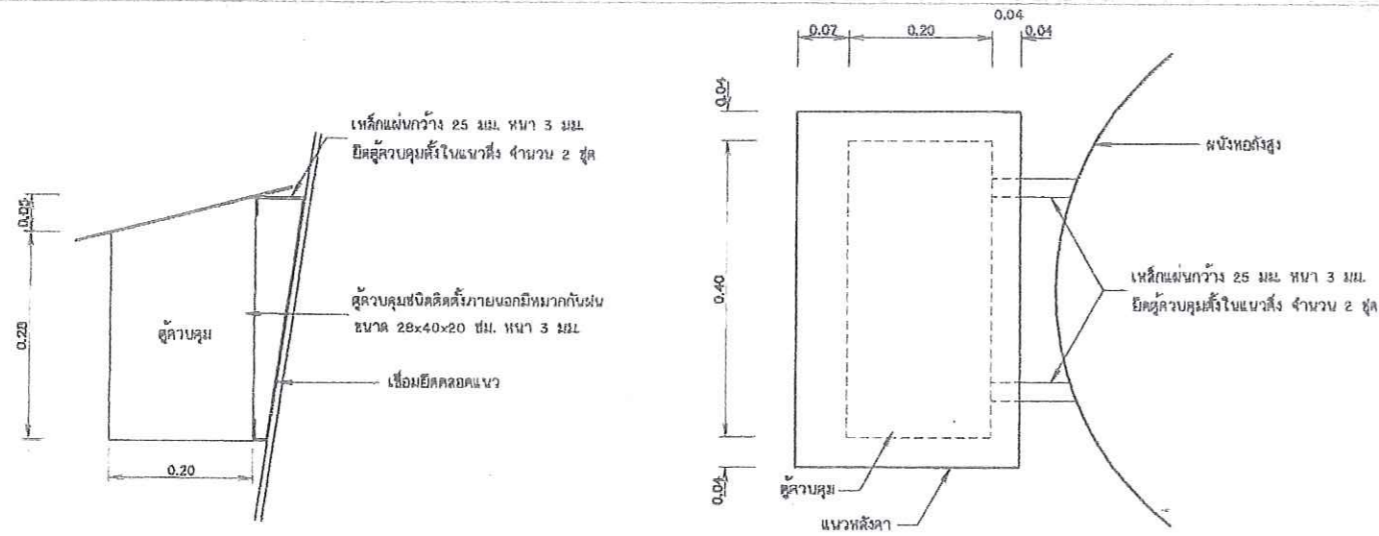 เหล็กแผ่นกว้าง 25 มม. หนา 3 มม.
ยึดตู้ควบคุมตั้งในแนวดิ่ง จำนวน 2 ชุด
0.05
0.28
ตู้ควบคุม
ตู้ควบคุมชนิดติดตั้งภายนอกมีหมวกกันฝน
ขนาด 28x40x20 ซม. หนา 3 มม.
เชื่อมยึดตลอดแนว
0.20
0.04
0.07
0.20
0.04
0.04
ผนังหอถังสูง
0.40
เหล็กแผ่นกว้าง 25 มม. หนา 3 มม.
ยึดตู้ควบคุมตั้งในแนวดิ่ง จำนวน 2 ชุด
0.04
ตู้ควบคุม
แนวหลังคา